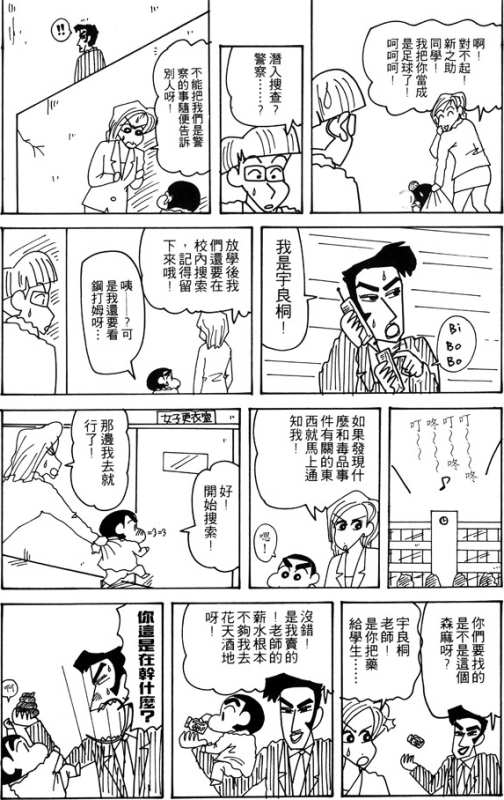 啊！
對不起！
新之助
同學！
我把你當成
是足球了！
呵呵呵！
潛入搜查？
警察……？
不能把我們是警
察的事隨便告訴
別人呀！
!!
我是宇良桐！
Bi
Bo
Bo
放學後我
們還要在
校內搜索
，記得留
下來哦！
咦——？可
是我還要看
鋼打姆呀…
叮
咚
叮
咚
叮
咚
如果發現什
麼和毒品事
件有關的東
西就馬上通
知我！
嗯！
女子更衣室
好！
開始搜索！
那邊我去就
行了！
你們要找的
是不是這個
森麻呀？
宇良桐
老師！
是你把藥
給學生……
沒錯！
是我賣的
！老師的
薪水根本
不夠我去
花天酒地
呀！
你這是在幹什麼？
啊